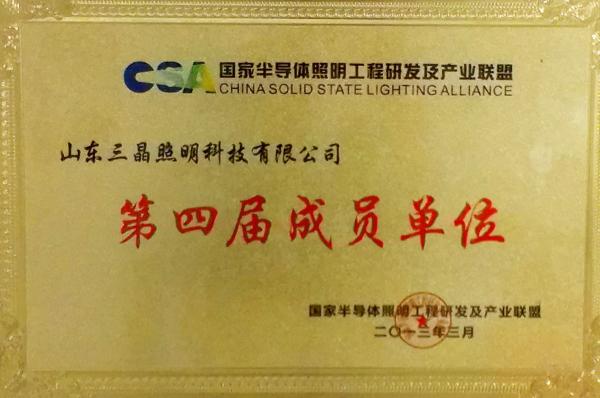 CSA 国家半导体照明工程研发及产业联盟
CHINA SOLID STATE LIGHTING ALLIANCE
山东三晶照明科技有限公司
第四届成员单位
国家半导体照明工程研发及产业联盟
二〇一三年三月